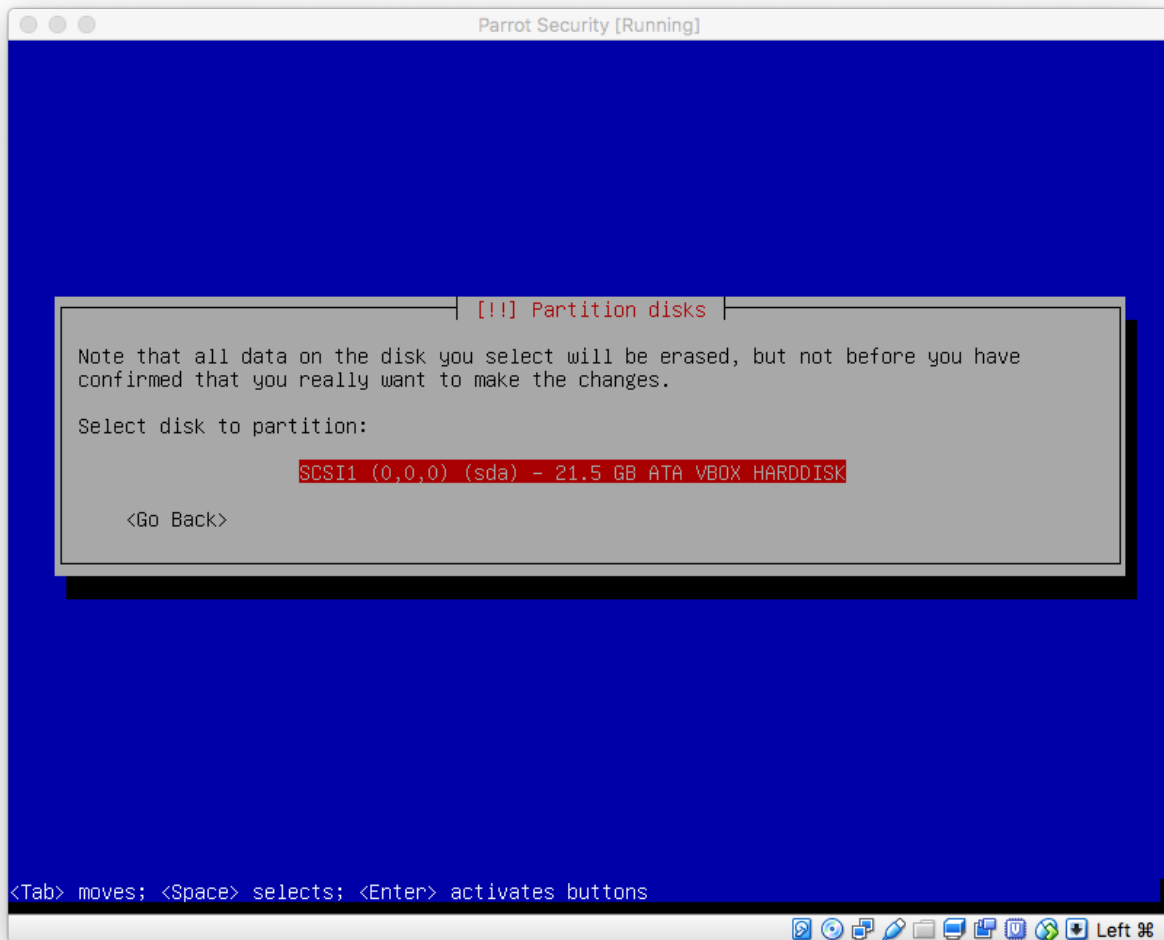 Parrot Security [Running]
[!!] Partition disks
Note that all data on the disk you select will be erased, but not before you have
confirmed that you really want to make the changes.
Select disk to partition:
SCSI1 (0,0,0) (sda) - 21.5 GB ATA VBOX HARDDISK
<Go Back>
<Tab> moves; <Space> selects; <Enter> activates buttons
Left ⌘